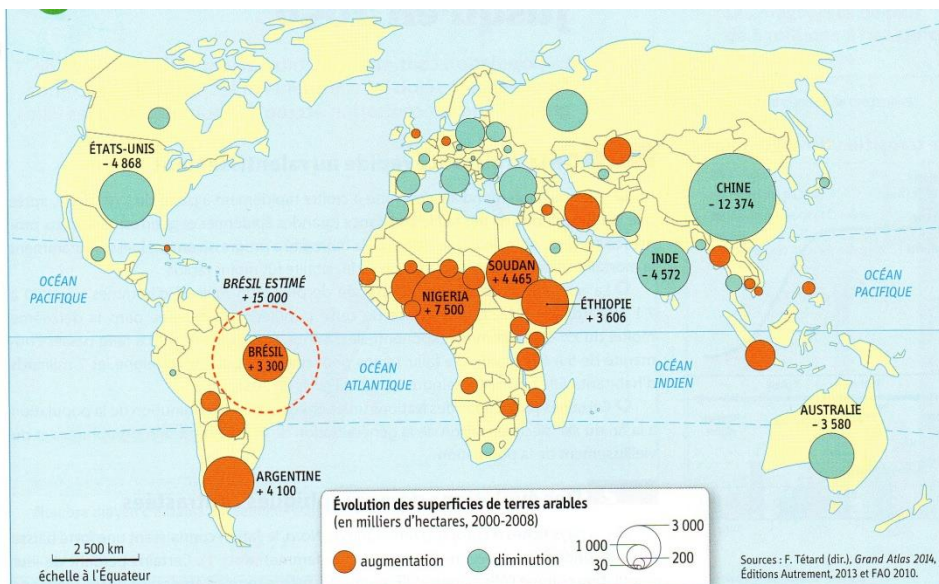 ÉTATS-UNIS
- 4 868
CHINE
- 12 374
INDE
- 4 572
SOUDAN
+ 4 465
NIGERIA
+ 7 500
ÉTHIOPIE
+ 3 606
OCÉAN
PACIFIQUE
BRÉSIL ESTIMÉ
+ 15 000
BRÉSIL
+ 3 300
OCÉAN
ATLANTIQUE
OCÉAN
INDIEN
OCÉAN
PACIFIQUE
AUSTRALIE
- 3 580
ARGENTINE
+ 4 100
2 500 km
échelle à l'Équateur
Évolution des superficies de terres arables
(en milliers d'hectares, 2000-2008)
augmentation
diminution
3 000
1 000
200
30
Sources : F. Tétard (dir.), Grand Atlas 2014,
Éditions Autrement, 2013 et FAO 2010.